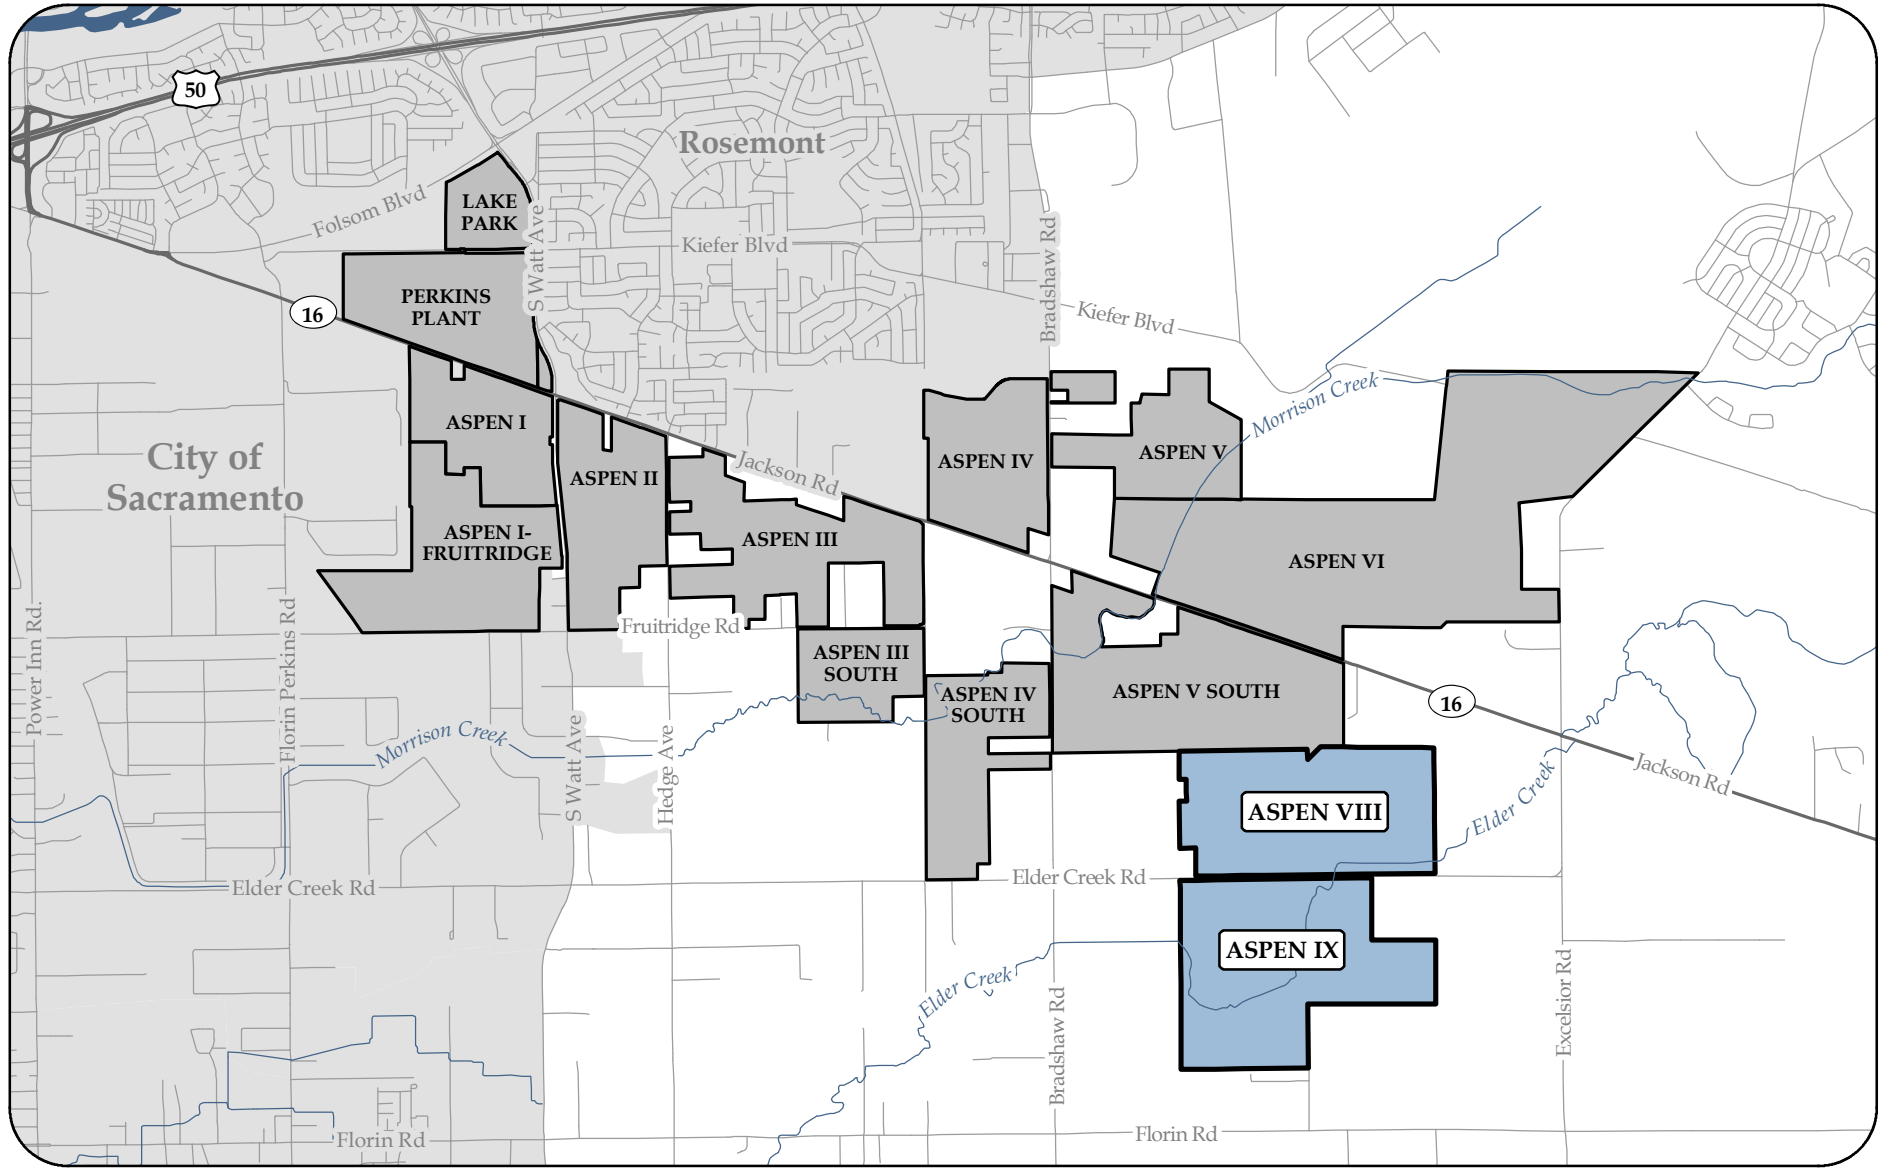 50
Rosemont
LAKE
PARK
Folsom Blvd
S Watt Ave
Kiefer Blvd
Bradshaw Rd
PERKINS
PLANT
16
Kiefer Blvd
Morrison Creek
ASPEN I
City of
Sacramento
ASPEN II
Jackson Rd
ASPEN IV
ASPEN V
ASPEN I-
FRUITRIDGE
ASPEN III
ASPEN VI
Power Inn Rd.
Florin Perkins Rd
Fruitridge Rd
ASPEN III
SOUTH
ASPEN IV
SOUTH
ASPEN V SOUTH
16
Morrison Creek
S Watt Ave
Hedge Ave
Jackson Rd
ASPEN VIII
Elder Creek
Elder Creek Rd
Elder Creek Rd
ASPEN IX
Elder Creek
Bradshaw Rd
Excelsior Rd
Florin Rd
Florin Rd